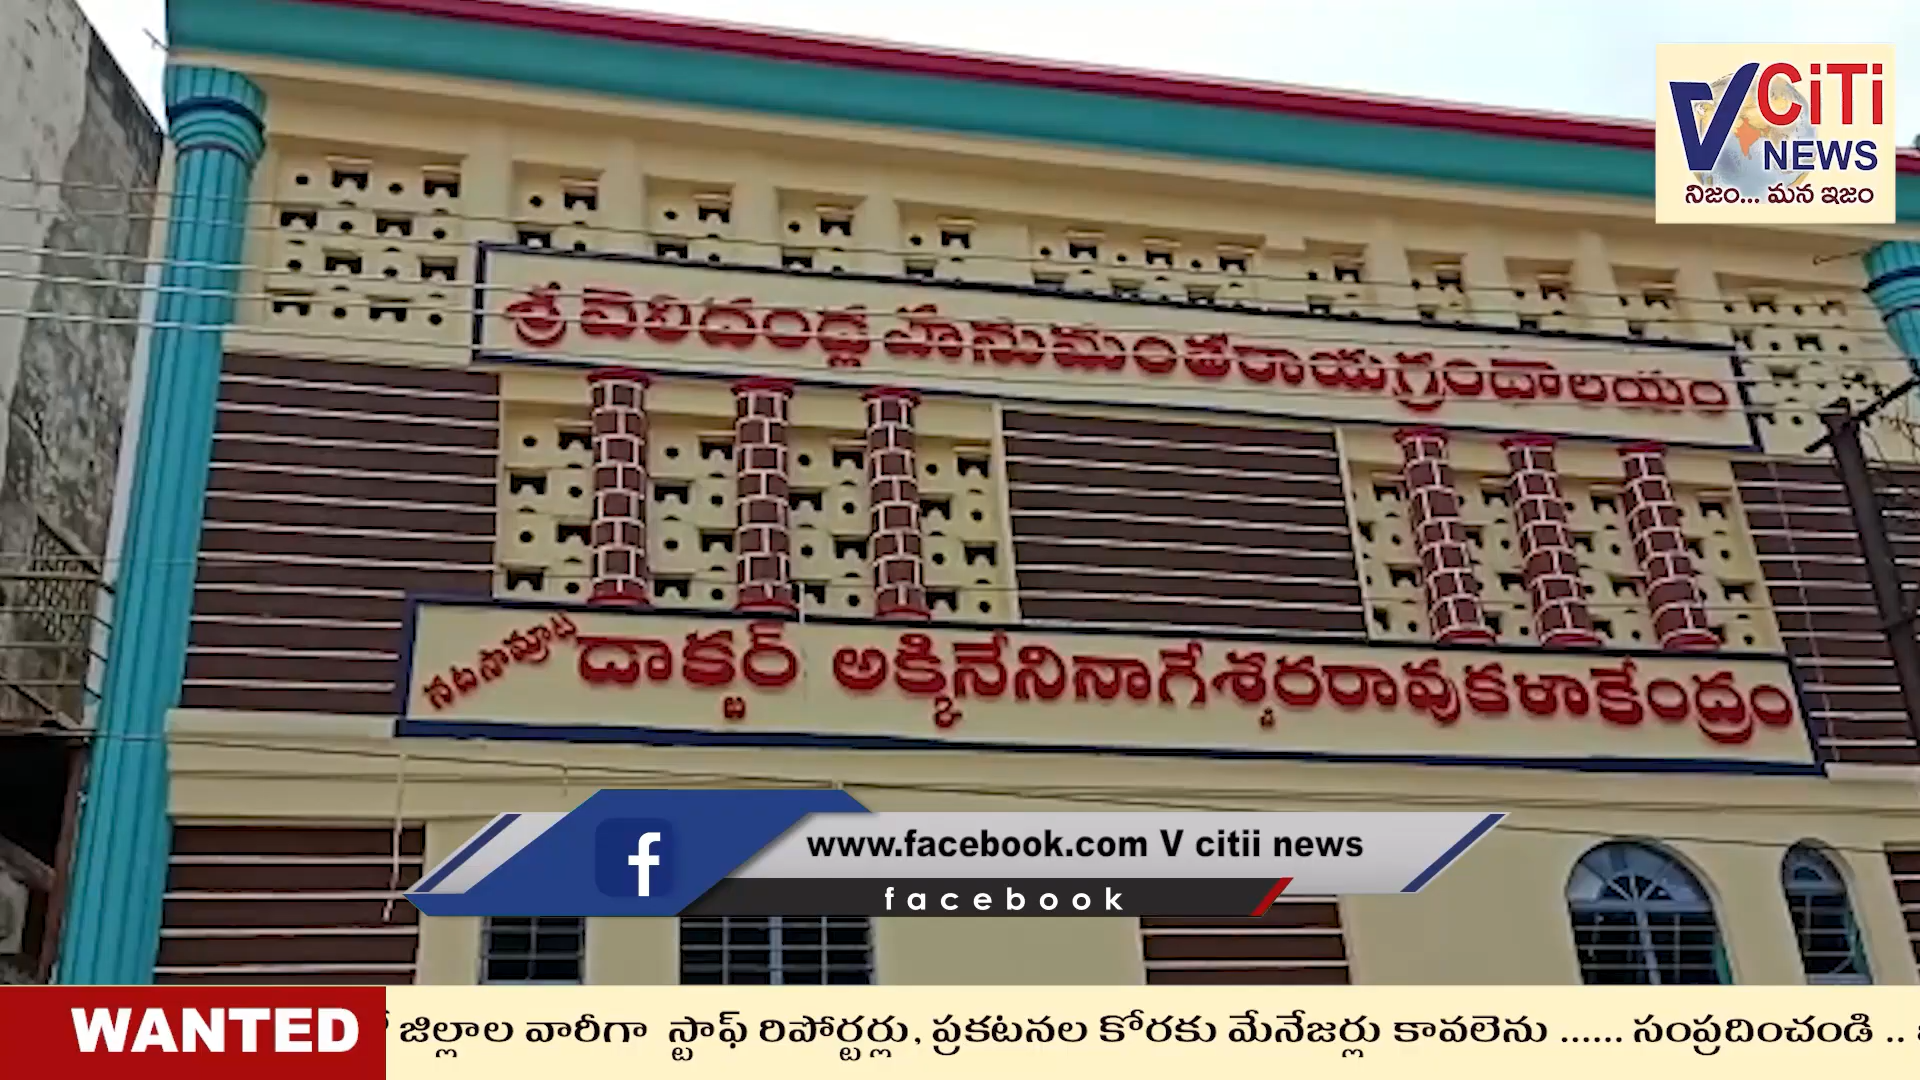 V CiTi
NEWS
నిజం... మన ఇజం
శ్రీ వెలిదండ్ల హనుమంతరాయ గ్రంథాలయం
నటసామ్రాట్ డాక్టర్ అక్కినేని నాగేశ్వరరావు కళాకేంద్రం
f
www.facebook.com V citii news
facebook
WANTED
జిల్లాల వారీగా స్టాఫ్ రిపోర్టర్లు, ప్రకటనల కోరకు మేనేజర్లు కావలెను ...... సంప్రదించండి ..